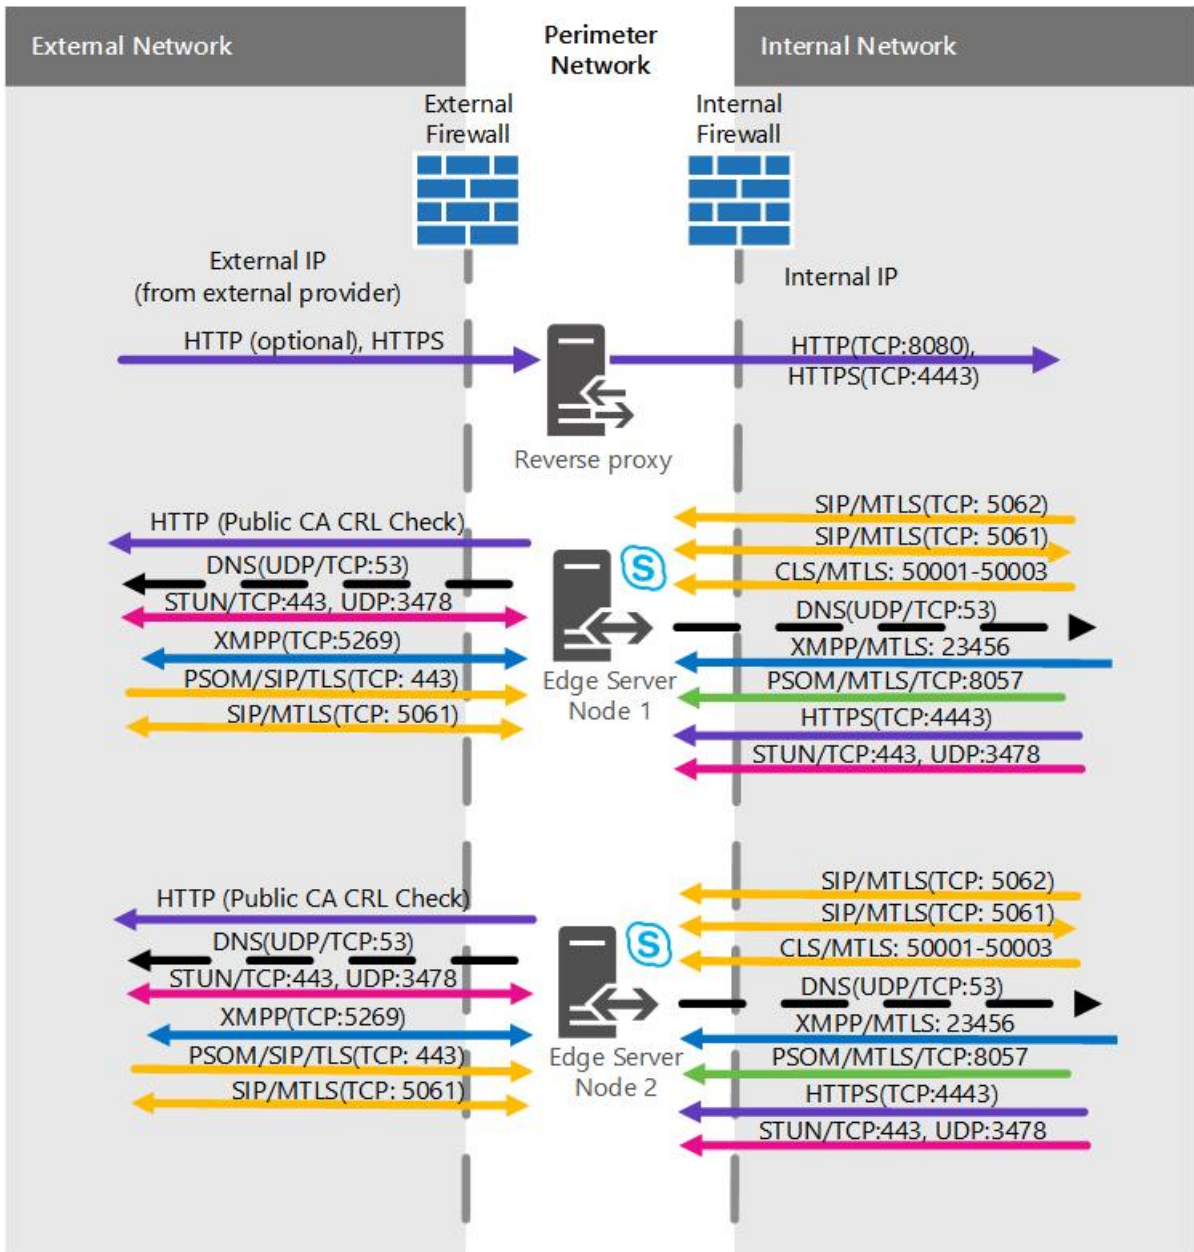 External Network
Perimeter
Network
Internal Network
External
Firewall
Internal
Firewall
External IP
(from external provider)
Internal IP
HTTP (optional), HTTPS
HTTP(TCP:8080),
HTTPS(TCP:4443)
Reverse proxy
HTTP (Public CA CRL Check)
DNS(UDP/TCP:53)
STUN/TCP:443, UDP:3478
XMPP(TCP:5269)
PSOM/SIP/TLS(TCP: 443)
SIP/MTLS(TCP: 5061)
S
Edge Server
Node 1
SIP/MTLS(TCP: 5062)
SIP/MTLS(TCP: 5061)
CLS/MTLS: 50001-50003
DNS(UDP/TCP:53)
XMPP/MTLS: 23456
PSOM/MTLS/TCP:8057
HTTPS(TCP:4443)
STUN/TCP:443, UDP:3478
HTTP (Public CA CRL Check)
DNS(UDP/TCP:53)
STUN/TCP:443, UDP:3478
XMPP(TCP:5269)
PSOM/SIP/TLS(TCP: 443)
SIP/MTLS(TCP: 5061)
S
Edge Server
Node 2
SIP/MTLS(TCP: 5062)
SIP/MTLS(TCP: 5061)
CLS/MTLS: 50001-50003
DNS(UDP/TCP:53)
XMPP/MTLS: 23456
PSOM/MTLS/TCP:8057
HTTPS(TCP:4443)
STUN/TCP:443, UDP:3478